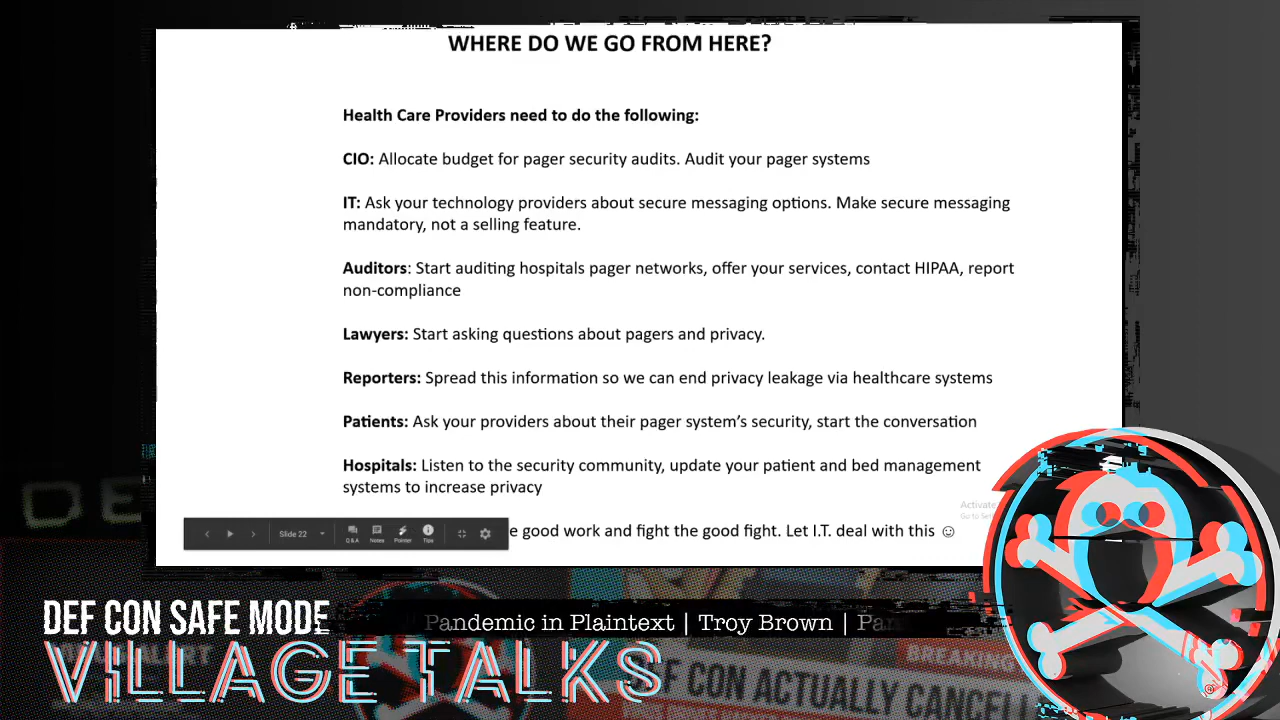 WHERE DO WE GO FROM HERE?
Health Care Providers need to do the following:
CIO: Allocate budget for pager security audits. Audit your pager systems
IT: Ask your technology providers about secure messaging options. Make secure messaging
mandatory, not a selling feature.
Auditors: Start auditing hospitals pager networks, offer your services, contact HIPAA, report
non-compliance
Lawyers: Start asking questions about pagers and privacy.
Reporters: Spread this information so we can end privacy leakage via healthcare systems
Patients: Ask your providers about their pager system's security, start the conversation
Hospitals: Listen to the security community, update your patient and bed management
systems to increase privacy
Activate
Go to Set
Slide 22
Q & A
Notes
Pointer
Tips
e good work and fight the good fight. Let I.T. deal with this ☺
DEF CON SAFE MODE
Pandemic in Plaintext | Troy Brown | Pan
VILLAGE TALKS
BREAKING
DEF CON ACTUALLY CANCELL